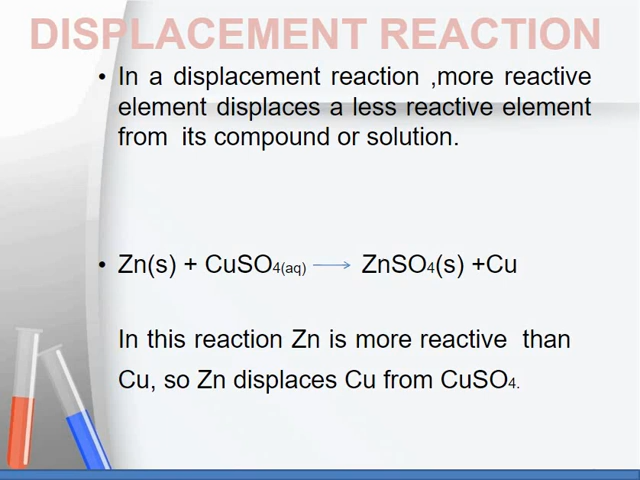 DISPLACEMENT REACTION
• In a displacement reaction ,more reactive
element displaces a less reactive element
from its compound or solution.
• Zn(s) + CuSO4(aq) → ZnSO4(s) +Cu
In this reaction Zn is more reactive than
Cu, so Zn displaces Cu from CuSO4.